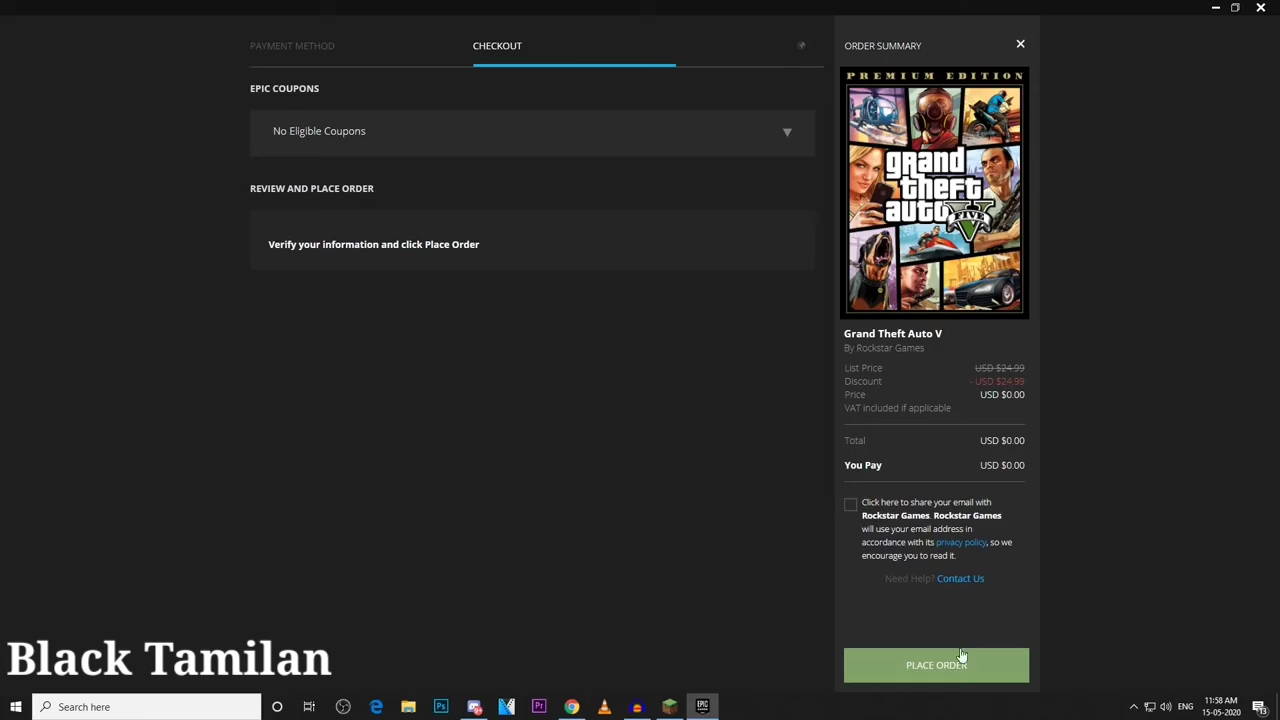 PAYMENT METHOD
CHECKOUT
EPIC COUPONS
No Eligible Coupons
REVIEW AND PLACE ORDER
Verify your information and click Place Order
ORDER SUMMARY
PREMIUM EDITION
grand
theft
auto V
FIVE
Grand Theft Auto V
By Rockstar Games
List Price USD $24.99
Discount - USD $24.99
Price USD $0.00
VAT included if applicable
Total USD $0.00
You Pay USD $0.00
Click here to share your email with
Rockstar Games. Rockstar Games
will use your email address in
accordance with its privacy policy, so we
encourage you to read it.
Need Help? Contact Us
PLACE ORDER
Black Tamilan
Search here
Ps
Pr
EPIC
ENG
11:58 AM
15-05-2020